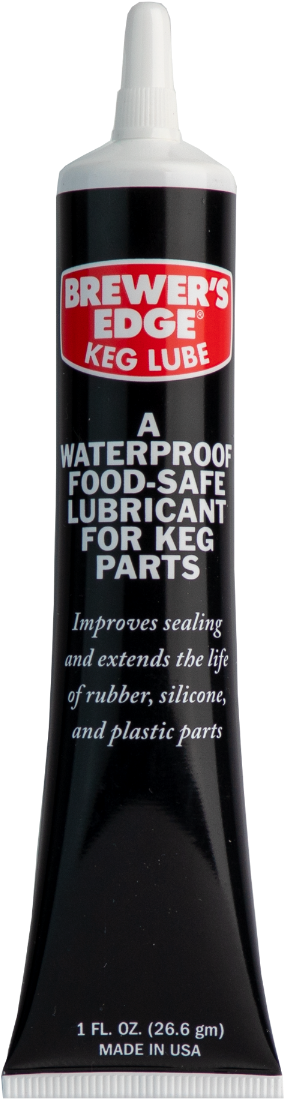 BREWER'S
EDGE®
KEG LUBE
A
WATERPROOF
FOOD-SAFE
LUBRICANT
FOR KEG
PARTS
Improves sealing
and extends the life
of rubber, silicone,
and plastic parts
1 FL. OZ. (26.6 gm)
MADE IN USA